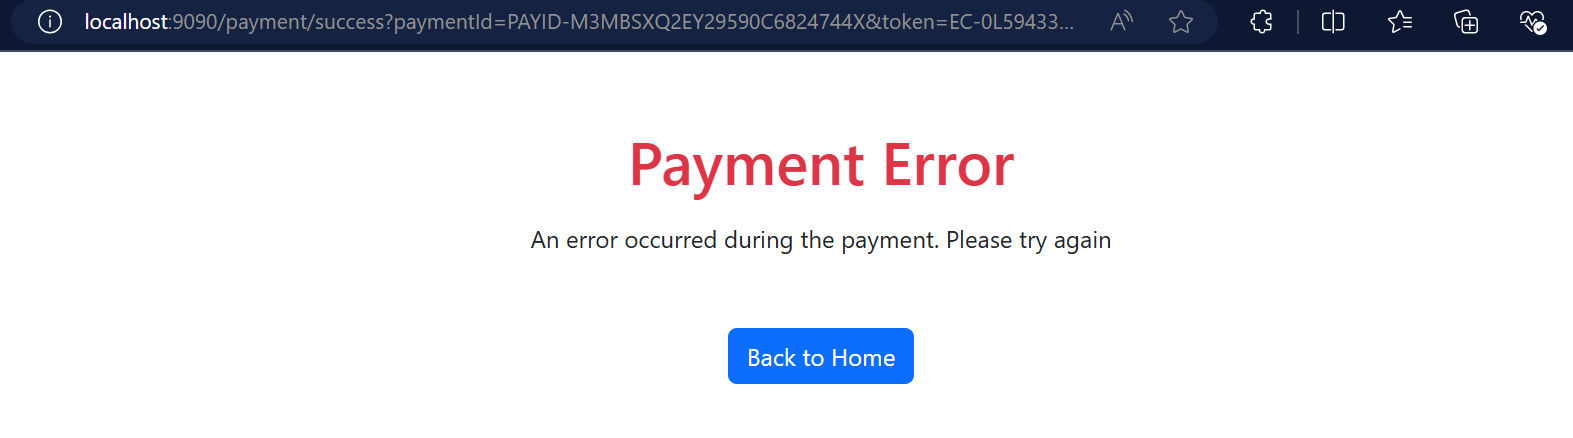 localhost:9090/payment/success?paymentId=PAYID-M3MBSXQ2EY29590C6824744X&token=EC-0L59433...
Payment Error
An error occurred during the payment. Please try again
Back to Home